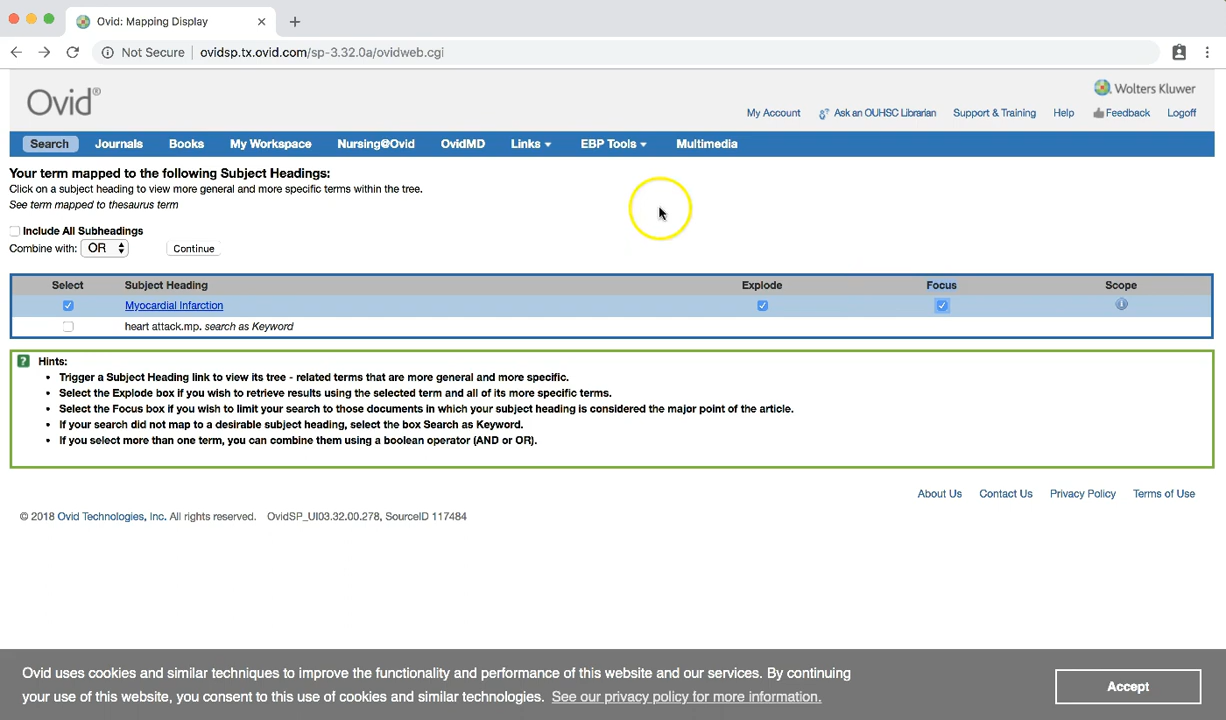 Ovid: Mapping Display
Not Secure ovidsp.tx.ovid.com/sp-3.32.0a/ovidweb.cgi
Ovid®
Wolters Kluwer
My Account Ask an OUHSC Librarian Support & Training Help Feedback Logoff
Search Journals Books My Workspace Nursing@Ovid OvidMD Links EBP Tools Multimedia
Your term mapped to the following Subject Headings:
Click on a subject heading to view more general and more specific terms within the tree.
See term mapped to thesaurus term
Include All Subheadings
Combine with: OR Continue
Select Subject Heading Explode Focus Scope
Myocardial Infarction
heart attack.mp. search as Keyword
? Hints:
• Trigger a Subject Heading link to view its tree - related terms that are more general and more specific.
• Select the Explode box if you wish to retrieve results using the selected term and all of its more specific terms.
• Select the Focus box if you wish to limit your search to those documents in which your subject heading is considered the major point of the article.
• If your search did not map to a desirable subject heading, select the box Search as Keyword.
• If you select more than one term, you can combine them using a boolean operator (AND or OR).
About Us Contact Us Privacy Policy Terms of Use
© 2018 Ovid Technologies, Inc. All rights reserved. OvidSP_UI03.32.00.278, SourceID 117484
Ovid uses cookies and similar techniques to improve the functionality and performance of this website and our services. By continuing
your use of this website, you consent to this use of cookies and similar technologies. See our privacy policy for more information.
Accept